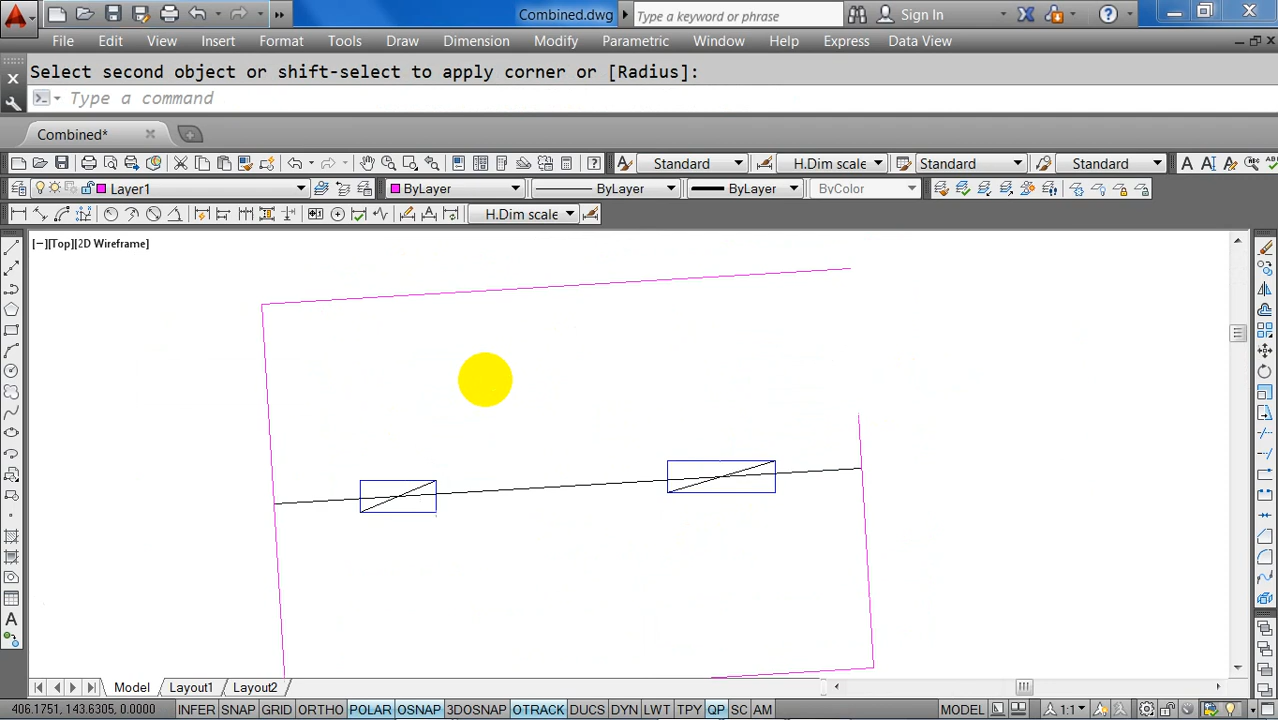 Combined.dwg
Type a keyword or phrase
Sign In
File Edit View Insert Format Tools Draw Dimension Modify Parametric Window Help Express Data View
Select second object or shift-select to apply corner or [Radius]:
Type a command
Combined*
Standard H.Dim scale Standard Standard
Layer1 ByLayer ByLayer ByLayer ByColor
H.Dim scale
[−][Top][2D Wireframe]
Model Layout1 Layout2
406.1751, 143.6305, 0.0000 INFER SNAP GRID ORTHO POLAR OSNAP 3DOSNAP OTRACK DUCS DYN LWT TPY QP SC AM MODEL 1:1